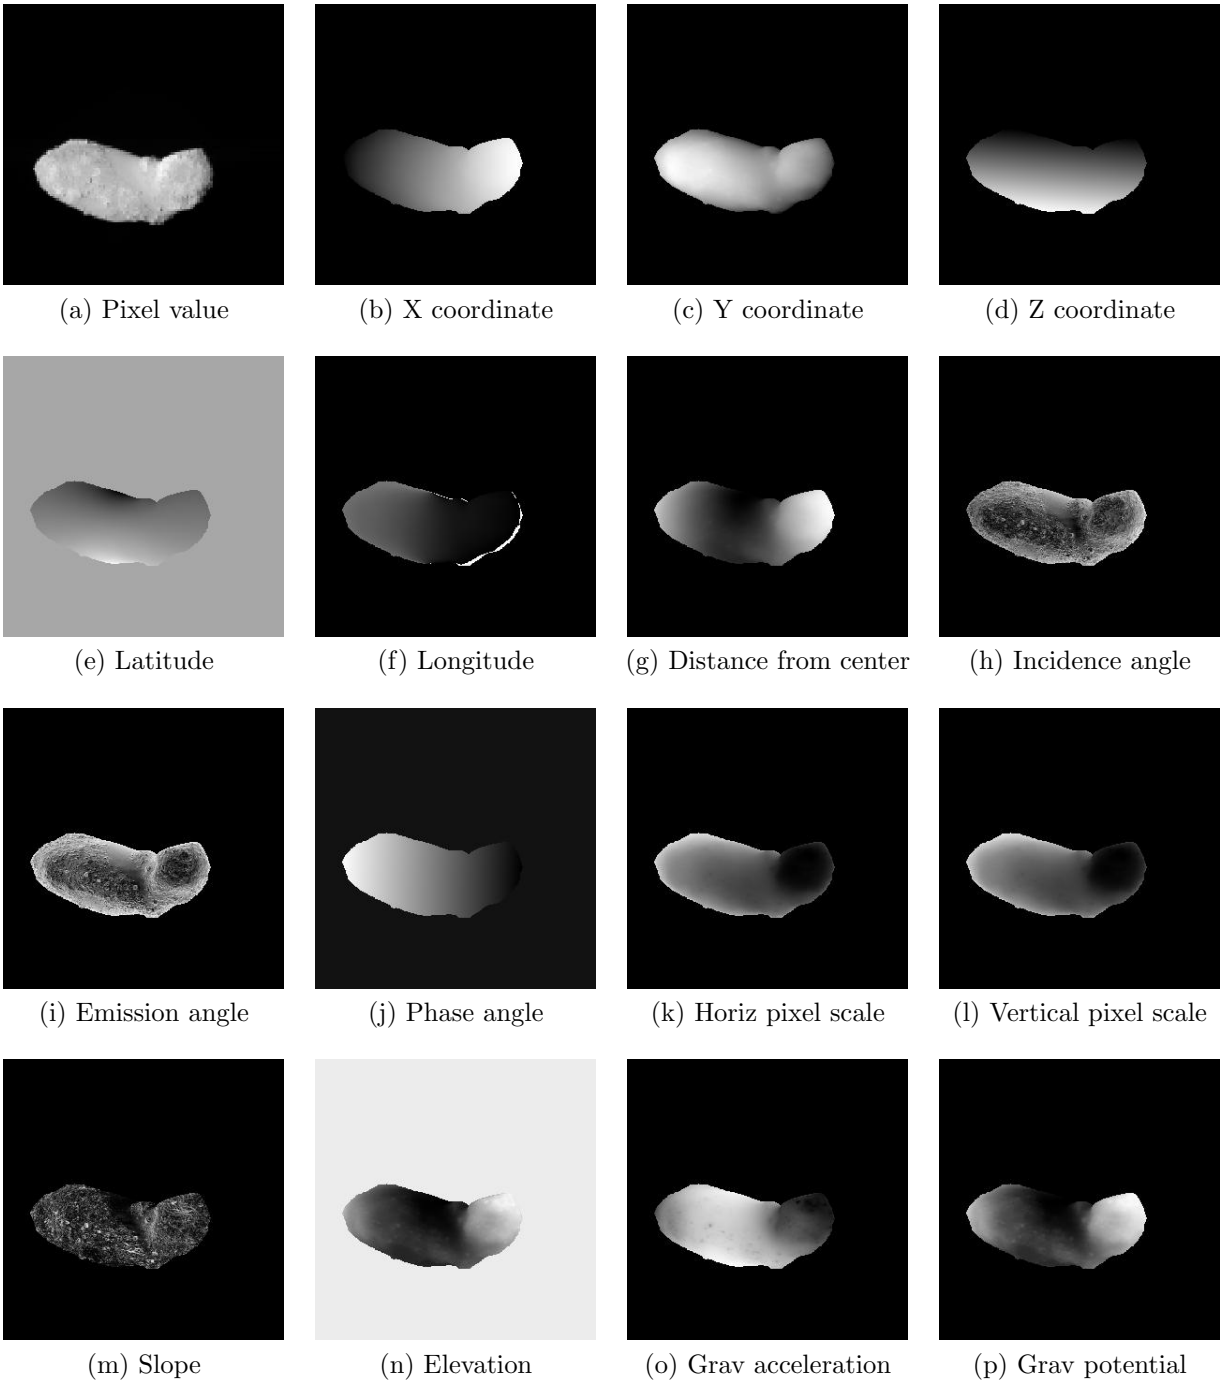 (a) Pixel value
(b) X coordinate
(c) Y coordinate
(d) Z coordinate
(e) Latitude
(f) Longitude
(g) Distance from center
(h) Incidence angle
(i) Emission angle
(j) Phase angle
(k) Horiz pixel scale
(l) Vertical pixel scale
(m) Slope
(n) Elevation
(o) Grav acceleration
(p) Grav potential